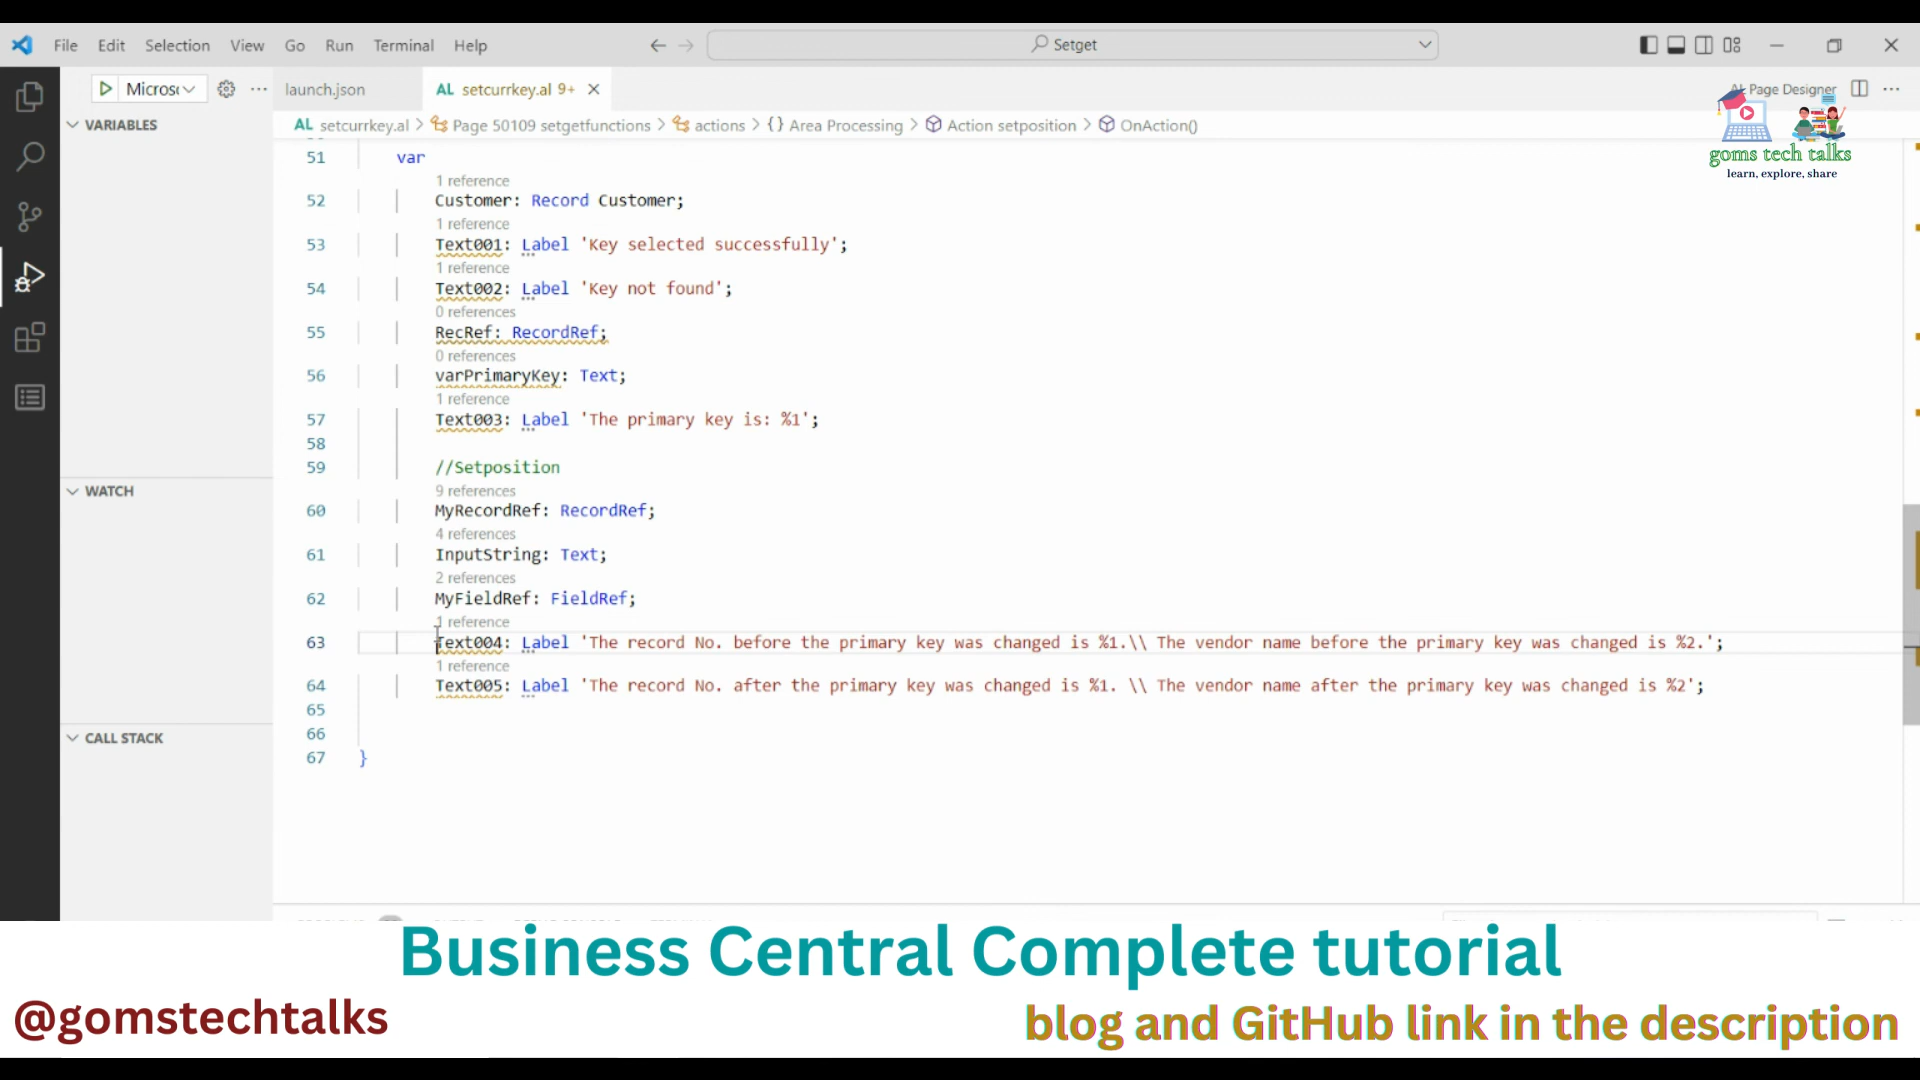 File Edit Selection View Go Run Terminal Help
Setget
Microsc
launch.json
AL setcurrkey.al 9+
AL Page Designer
VARIABLES
AL setcurrkey.al > Page 50109 setgetfunctions > actions > {} Area Processing > Action setposition > OnAction()
goms tech talks
learn, explore, share
51 var
1 reference
52 Customer: Record Customer;
1 reference
53 Text001: Label 'Key selected successfully';
1 reference
54 Text002: Label 'Key not found';
0 references
55 RecRef: RecordRef;
0 references
56 varPrimaryKey: Text;
1 reference
57 Text003: Label 'The primary key is: %1';
58
59 //Setposition
9 references
60 MyRecordRef: RecordRef;
4 references
61 InputString: Text;
2 references
62 MyFieldRef: FieldRef;
1 reference
63 Text004: Label 'The record No. before the primary key was changed is %1.\\ The vendor name before the primary key was changed is %2.';
1 reference
64 Text005: Label 'The record No. after the primary key was changed is %1. \\ The vendor name after the primary key was changed is %2';
65
66
67 }
WATCH
CALL STACK
Business Central Complete tutorial
@gomstechtalks
blog and GitHub link in the description